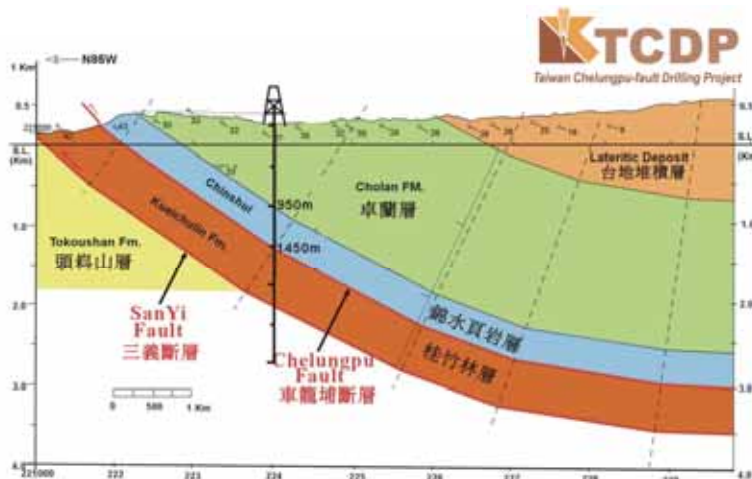 TCDP
Taiwan Chelungpu-fault Drilling Project
N85W
1 Km
0.5
0.5
S.L.
(Km)
S.L.
(Km)
Lateritic Deposit
台地堆積層
Cholan FM.
卓蘭層
Chinshui
950m
Kueichulin Fm.
1450m
1.0
1.0
Tokoushan Fm.
頭嵙山層
2.0
2.0
錦水頁岩層
桂竹林層
SanYi
Fault
三義斷層
Chelungpu
Fault
車籠埔斷層
3.0
3.0
0
500
1 Km
4.0
4.0
221000
222
223
224
225
226